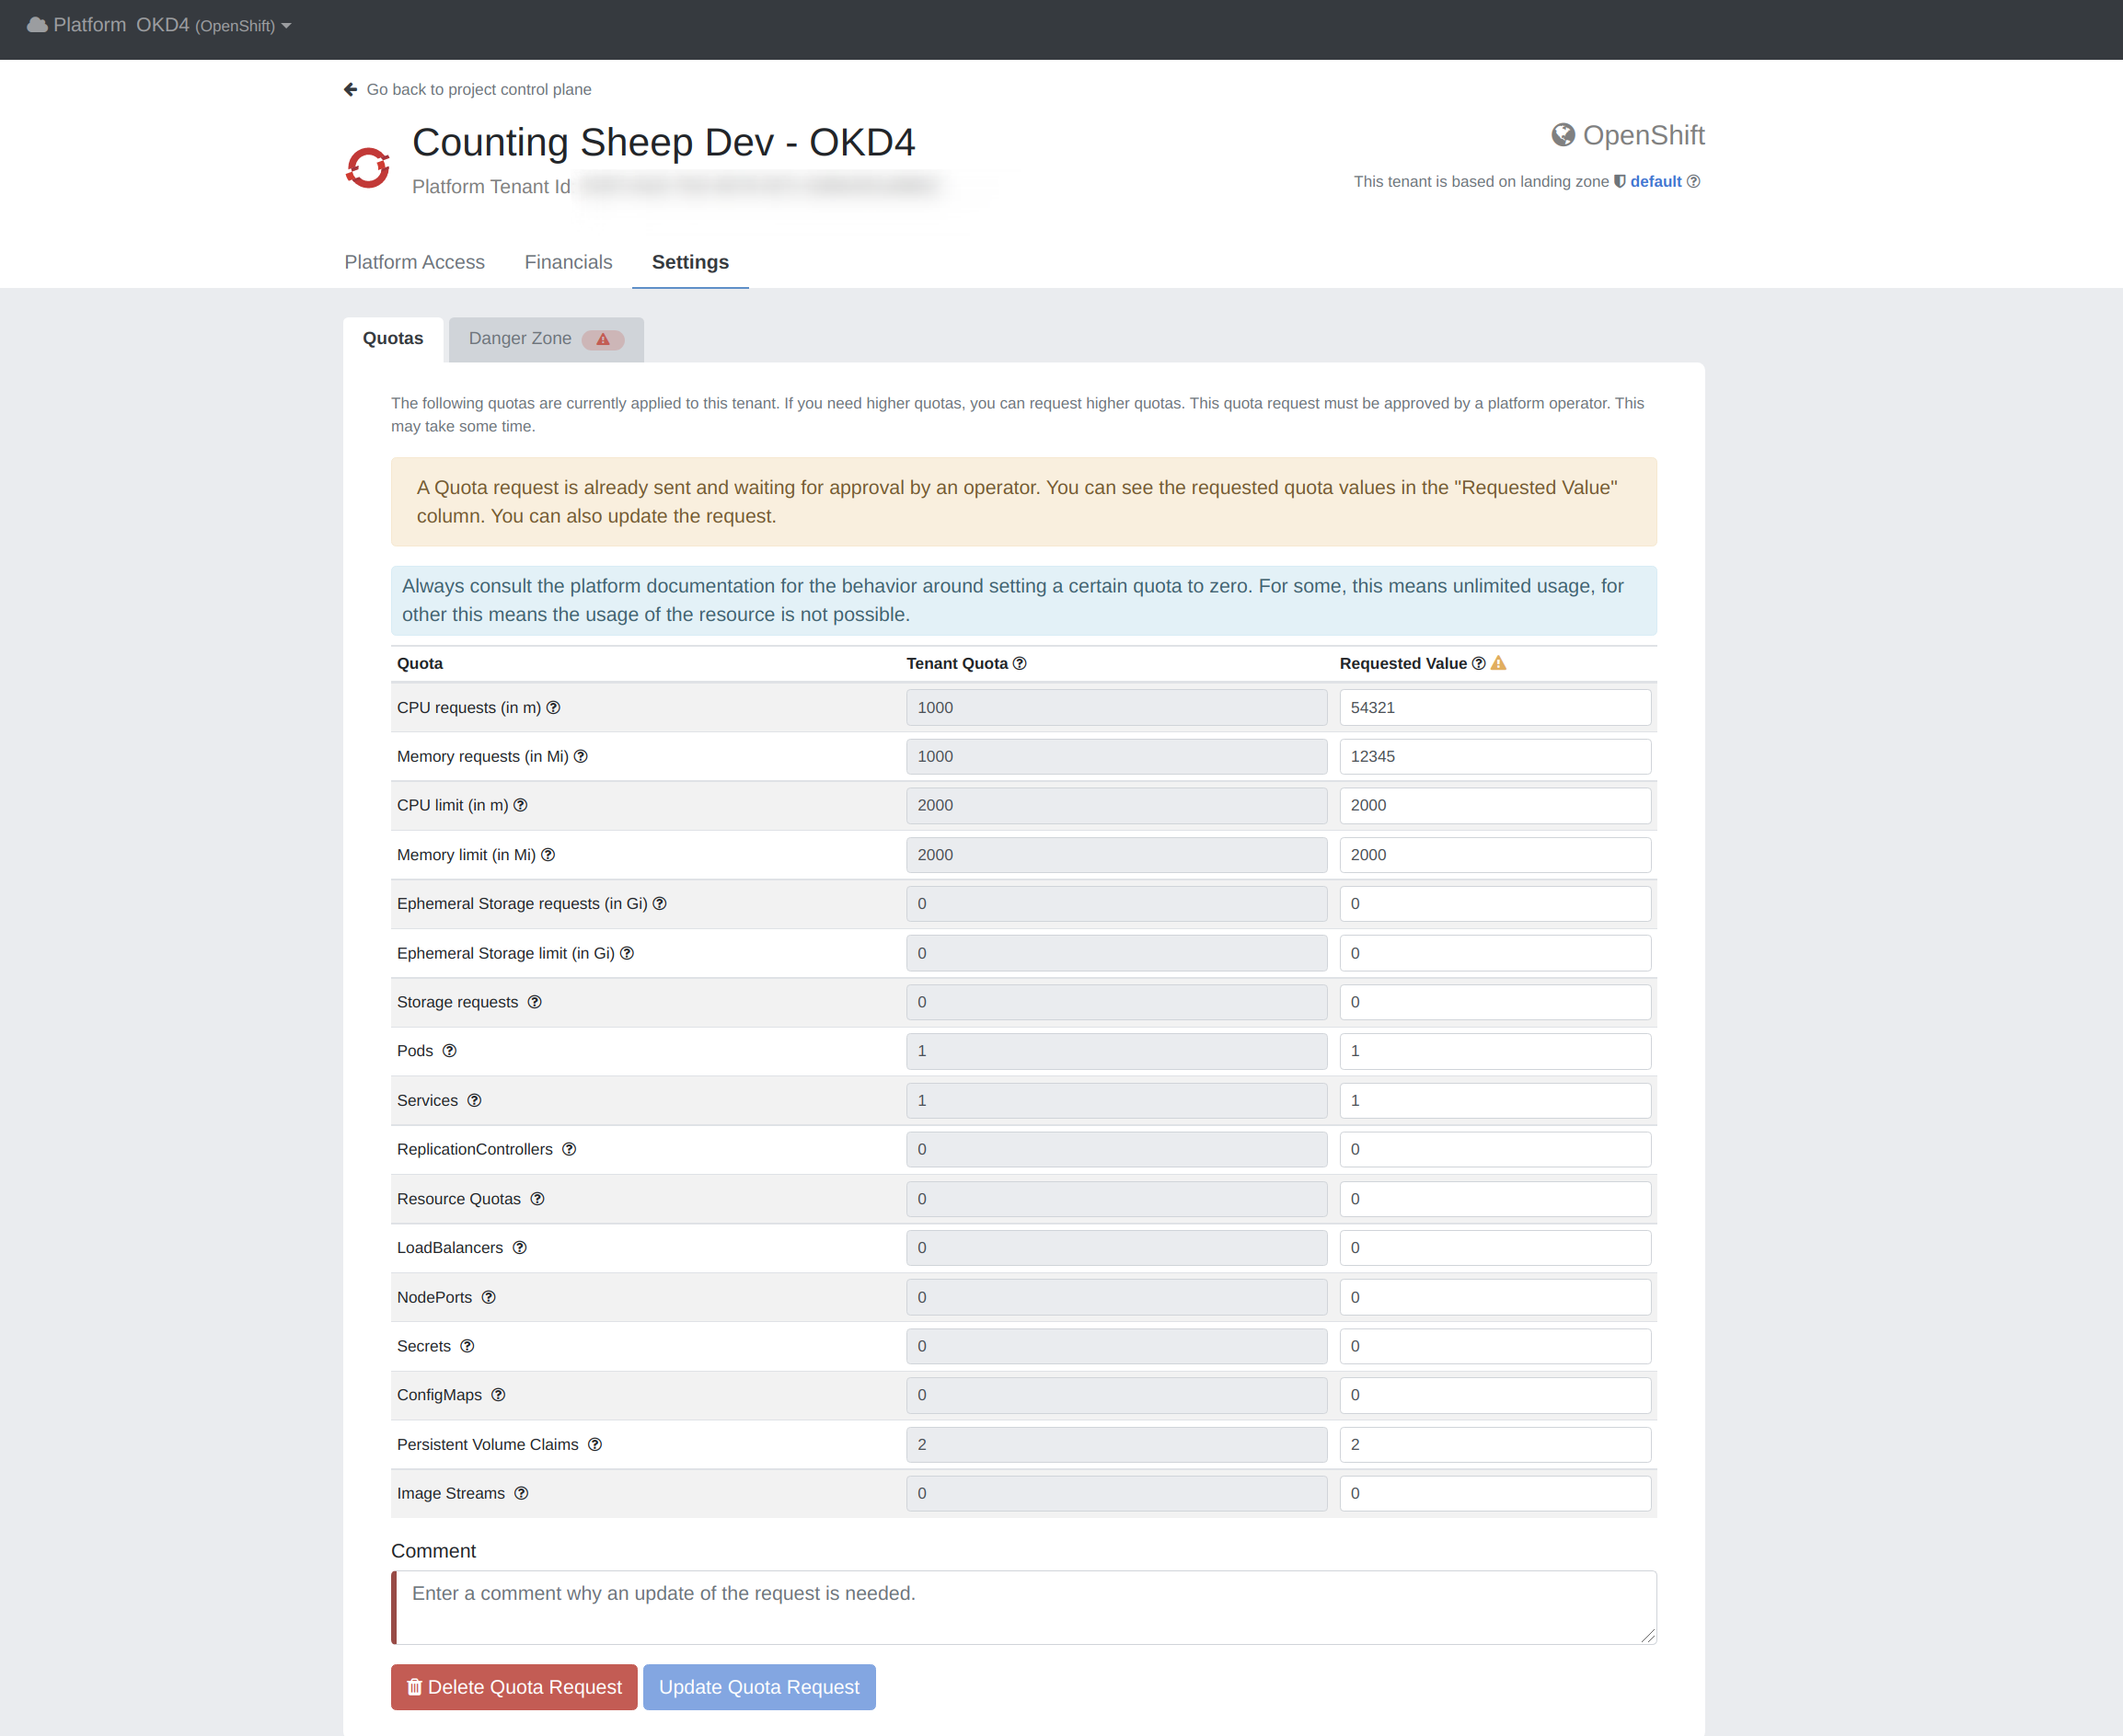 Platform OKD4 (OpenShift)
Go back to project control plane
Counting Sheep Dev - OKD4
Platform Tenant Id
OpenShift
This tenant is based on landing zone default
Platform Access Financials Settings
Quotas Danger Zone
The following quotas are currently applied to this tenant. If you need higher quotas, you can request higher quotas. This quota request must be approved by a platform operator. This
may take some time.
A Quota request is already sent and waiting for approval by an operator. You can see the requested quota values in the "Requested Value"
column. You can also update the request.
Always consult the platform documentation for the behavior around setting a certain quota to zero. For some, this means unlimited usage, for
other this means the usage of the resource is not possible.
Quota Tenant Quota Requested Value
CPU requests (in m) 1000 54321
Memory requests (in Mi) 1000 12345
CPU limit (in m) 2000 2000
Memory limit (in Mi) 2000 2000
Ephemeral Storage requests (in Gi) 0 0
Ephemeral Storage limit (in Gi) 0 0
Storage requests 0 0
Pods 1 1
Services 1 1
ReplicationControllers 0 0
Resource Quotas 0 0
LoadBalancers 0 0
NodePorts 0 0
Secrets 0 0
ConfigMaps 0 0
Persistent Volume Claims 2 2
Image Streams 0 0
Comment
Enter a comment why an update of the request is needed.
Delete Quota Request Update Quota Request